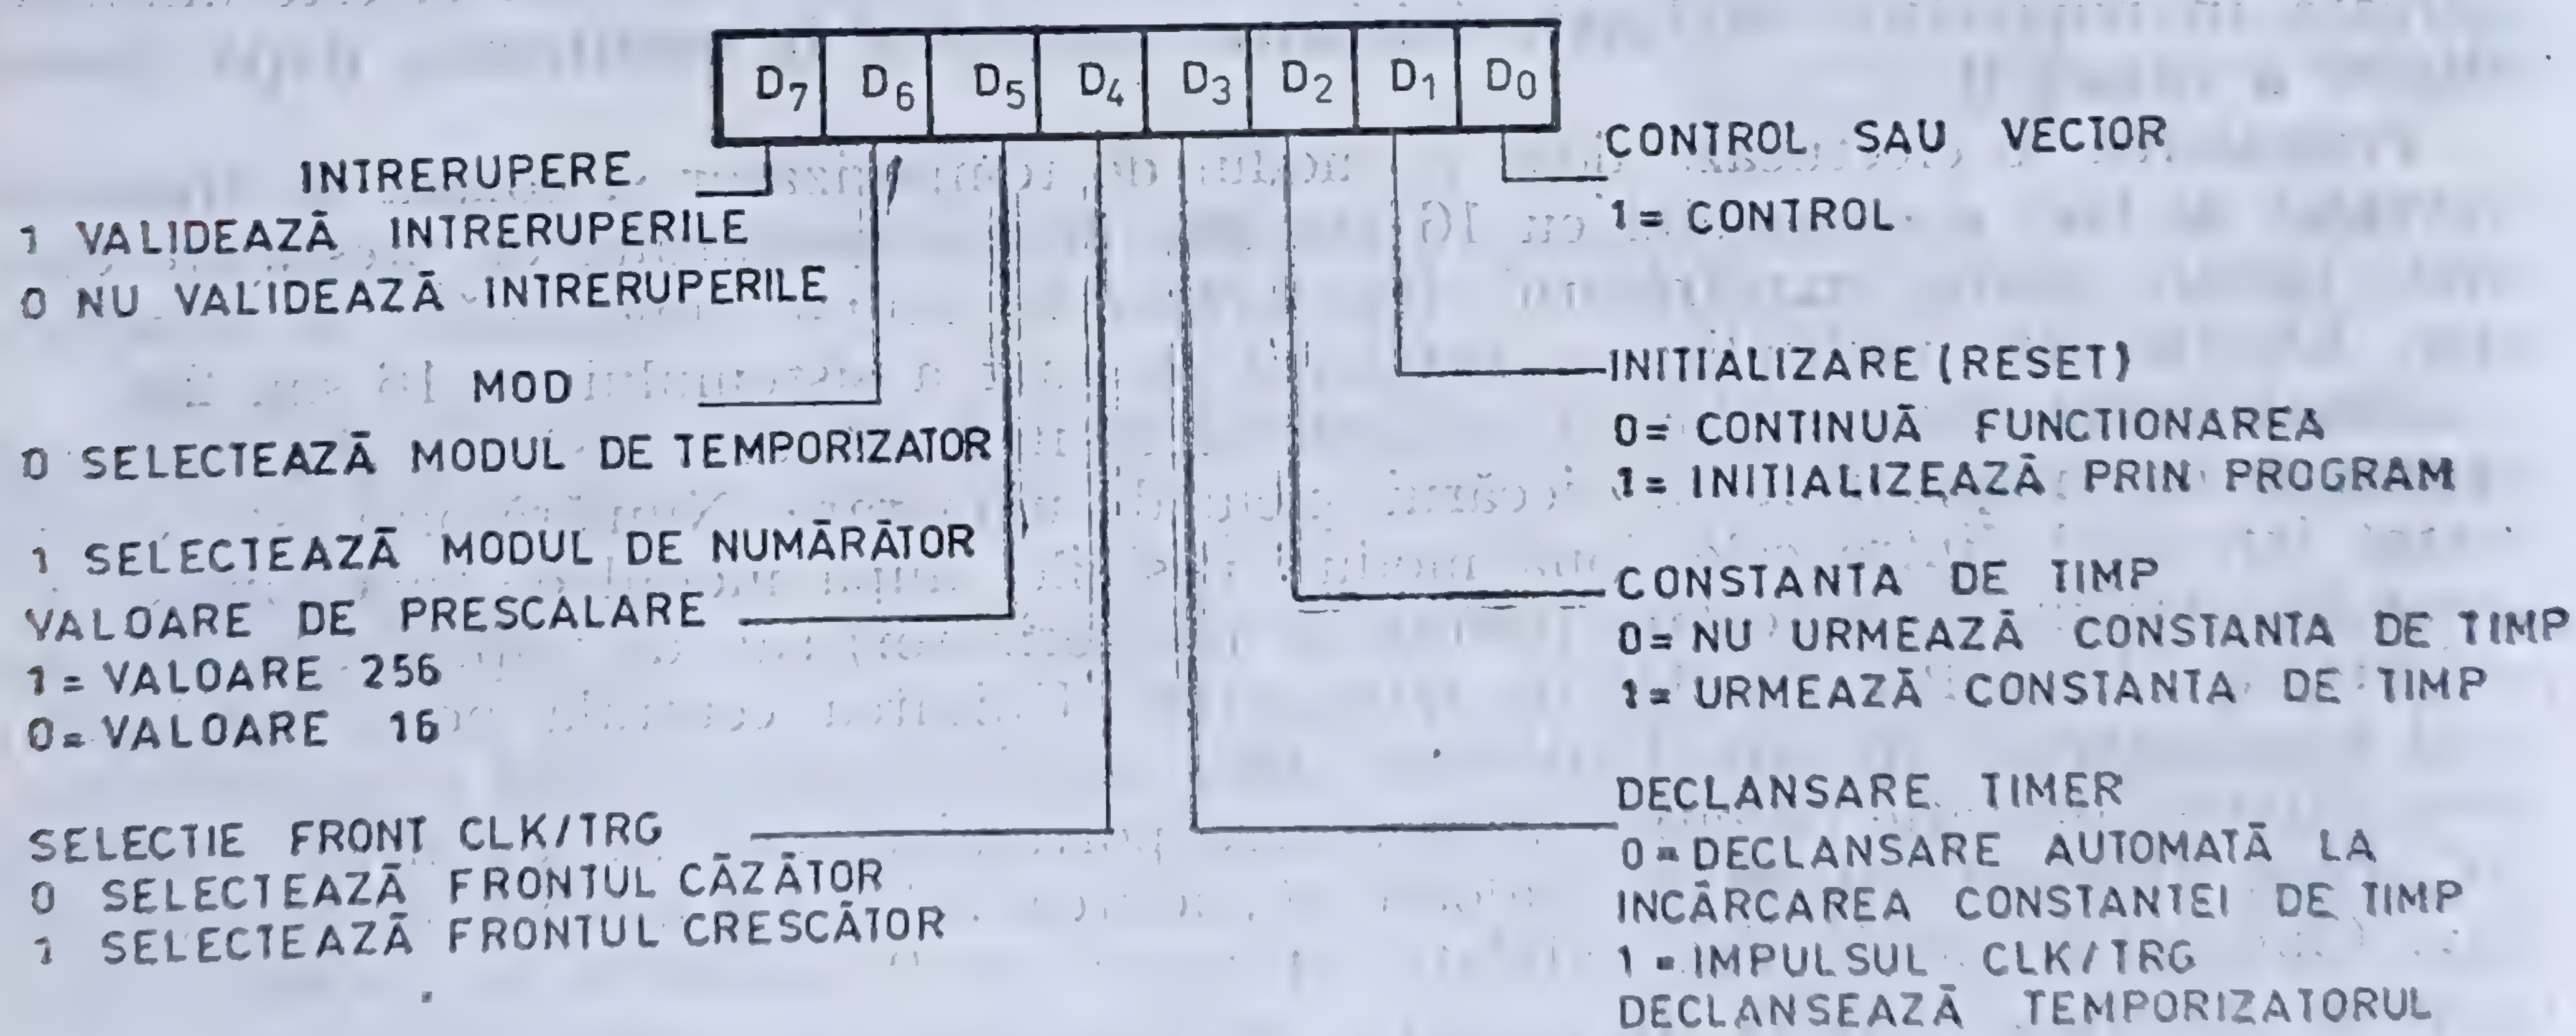 D7 D6 D5 D4 D3 D2 D1 D0
INTRERUPERE
1 VALIDEAZĂ INTRERUPERILE
0 NU VALIDEAZĂ INTRERUPERILE
MOD
0 SELECTEAZĂ MODUL DE TEMPORIZATOR
1 SELECTEAZĂ MODUL DE NUMĂRĂTOR
VALOARE DE PRESCALARE
1 = VALOARE 256
0 = VALOARE 16
SELECTIE FRONT CLK/TRG
0 SELECTEAZĂ FRONTUL CĂZĂTOR
1 SELECTEAZĂ FRONTUL CRESCĂTOR
CONTROL SAU VECTOR
1 = CONTROL
INITIALIZARE (RESET)
0 = CONTINUĂ FUNCTIONAREA
1 = INITIALIZEAZĂ PRIN PROGRAM
CONSTANTA DE TIMP
0 = NU URMEAZĂ CONSTANTA DE TIMP
1 = URMEAZĂ CONSTANTA DE TIMP
DECLANSARE TIMER
0 = DECLANSARE AUTOMATĂ LA
INCĂRCAREA CONSTANTEI DE TIMP
1 = IMPULSUL CLK/TRG
DECLANSEAZĂ TEMPORIZATORUL